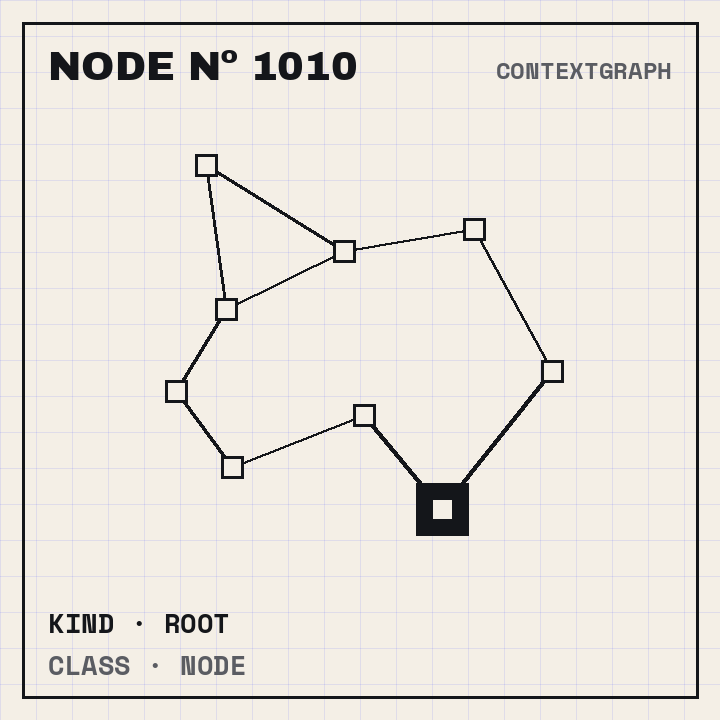 NODE Nº 1010
CONTEXTGRAPH
KIND · ROOT
CLASS · NODE